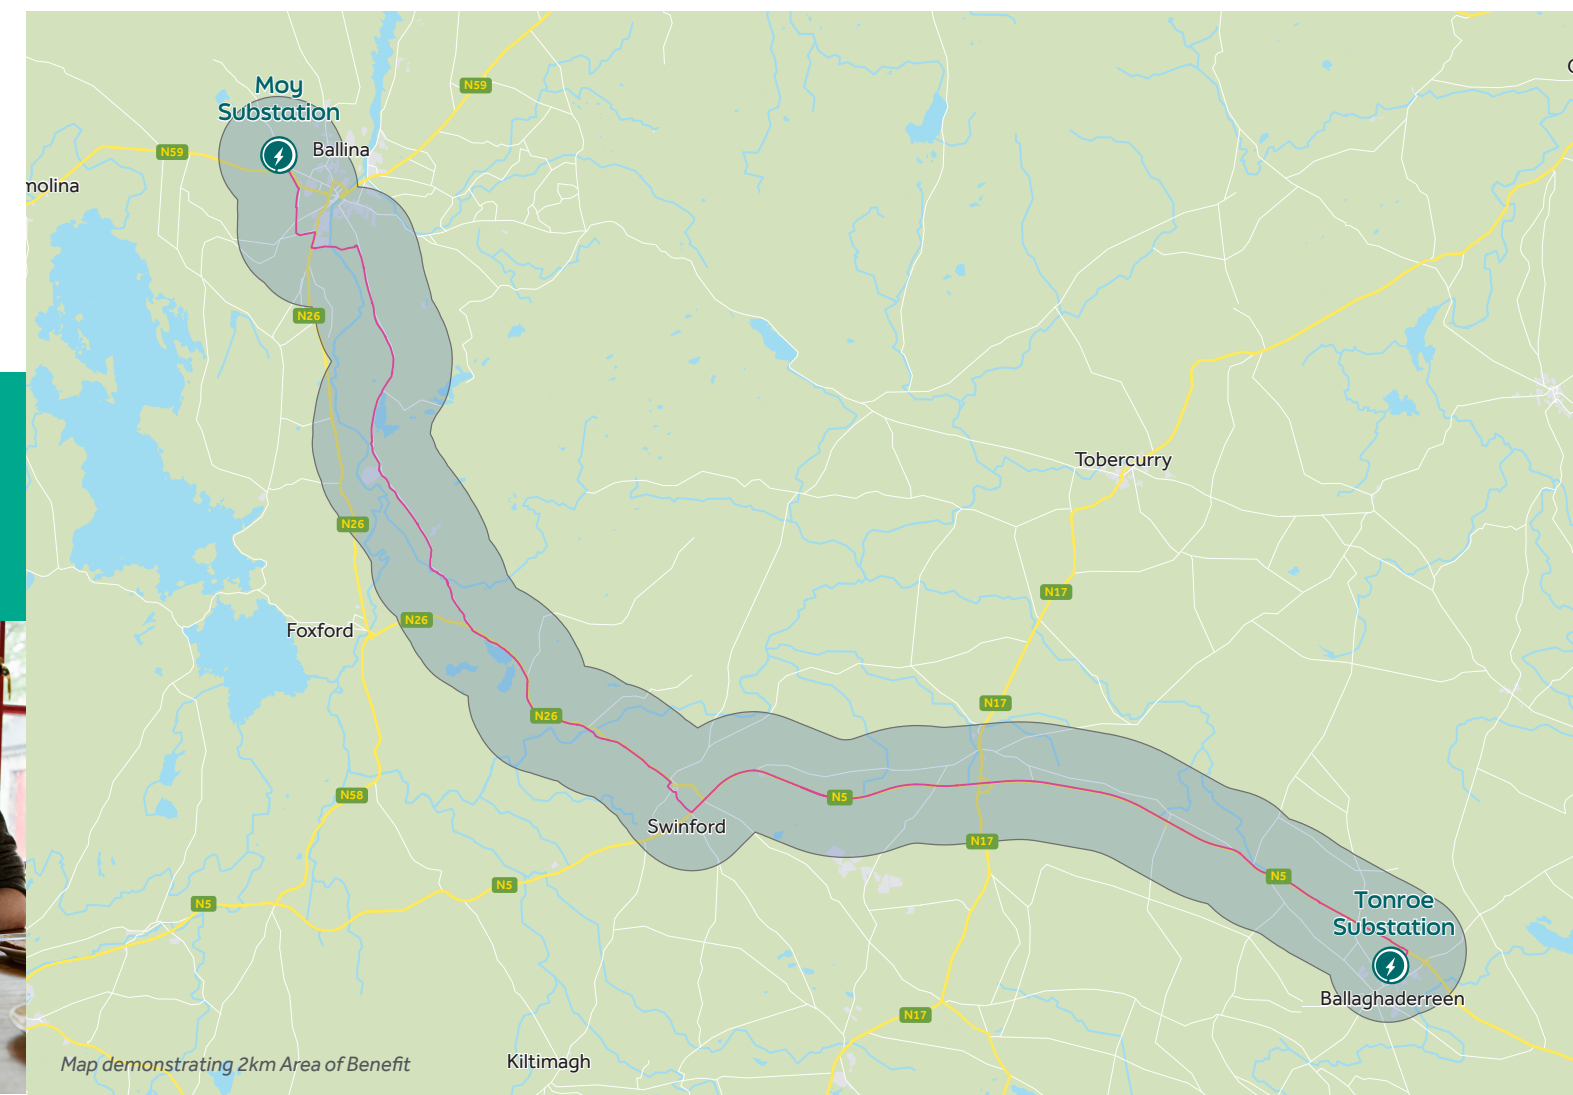 Moy
Substation
N59
Ballina
N59
molina
N26
Tobercurry
N26
N17
N26
Foxford
N17
N26
N58
N5
Swinford
N17
N5
N5
N5
Tonroe
Substation
Ballaghaderreen
N17
Map demonstrating 2km Area of Benefit
Kiltimagh